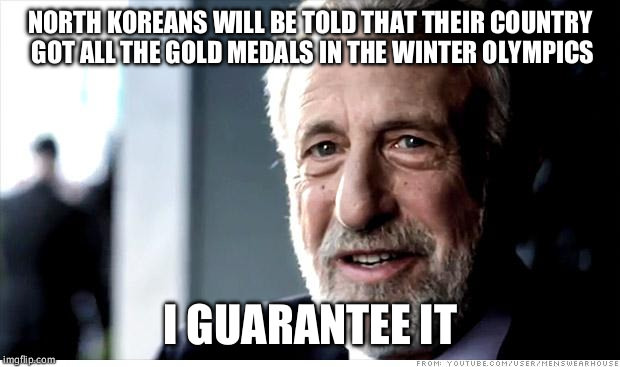 NORTH KOREANS WILL BE TOLD THAT THEIR COUNTRY
GOT ALL THE GOLD MEDALS IN THE WINTER OLYMPICS
I GUARANTEE IT
imgflip.com
FROM: YOUTUBE.COM/USER/MENSWEARHOUSE